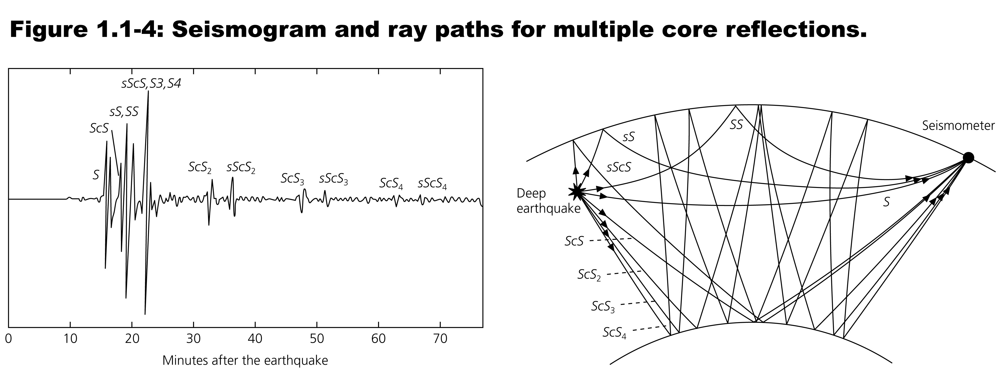 Figure 1.1-4: Seismogram and ray paths for multiple core reflections.
sScS, S3, S4
sS, SS
ScS
S
ScS2
sScS2
ScS3
sScS3
ScS4
sScS4
0 10 20 30 40 50 60 70
Minutes after the earthquake
Seismometer
SS
sS
sScS
Deep
earthquake
S
ScS
ScS2
ScS3
ScS4